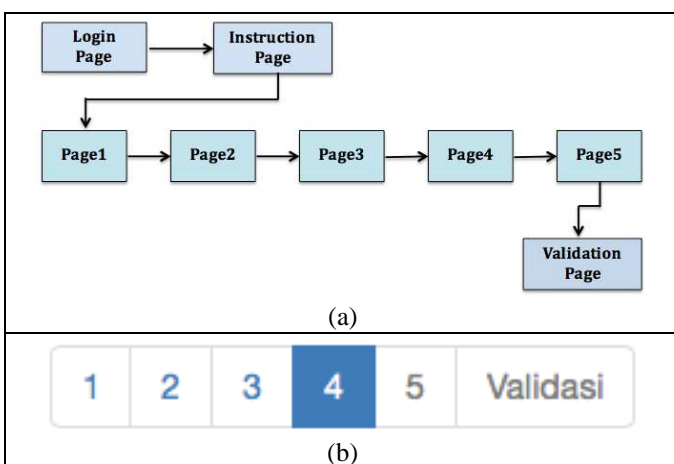 Login
Page
Instruction
Page
Page1
Page2
Page3
Page4
Page5
Validation
Page
(a)
1 2 3 4 5 Validasi
(b)